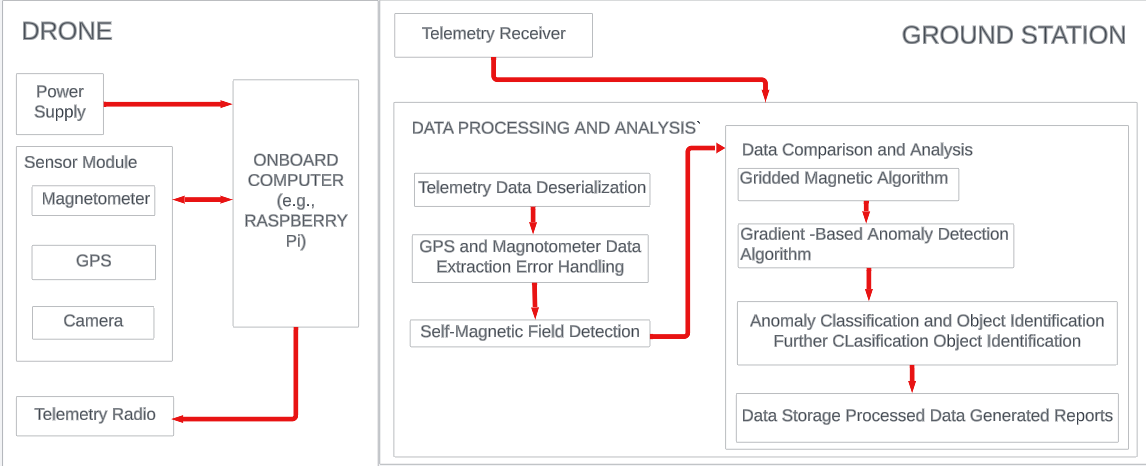 DRONE
Power
Supply
Sensor Module
Magnetometer
GPS
Camera
ONBOARD
COMPUTER
(e.g.,
RASPBERRY
Pi)
Telemetry Radio
GROUND STATION
Telemetry Receiver
DATA PROCESSING AND ANALYSIS`
Telemetry Data Deserialization
GPS and Magnotometer Data
Extraction Error Handling
Self-Magnetic Field Detection
Data Comparison and Analysis
Gridded Magnetic Algorithm
Gradient -Based Anomaly Detection
Algorithm
Anomaly Classification and Object Identification
Further CLasification Object Identification
Data Storage Processed Data Generated Reports